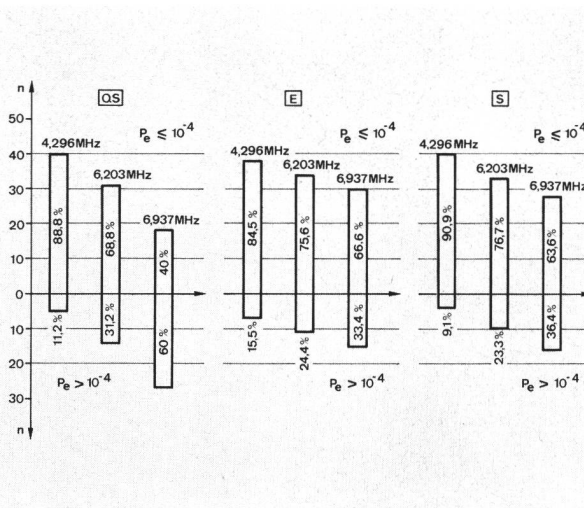 n
50
40
30
20
10
0
10
20
30
n
QS
Pe ≤ 10⁻⁴
4,296MHz
6,203MHz
6,937MHz
88,8 %
68,8 %
40 %
11,2 %
31,2 %
60 %
Pe > 10⁻⁴
E
Pe ≤ 10⁻⁴
4,296MHz
6,203MHz
6,937MHz
84,5 %
75,6 %
66,6 %
15,5 %
24,4 %
33,4 %
Pe > 10⁻⁴
S
Pe ≤ 10⁻⁴
4,296MHz
6,203MHz
6,937MHz
90,9 %
76,7 %
63,6 %
9,1 %
23,3 %
36,4 %
Pe > 10⁻⁴